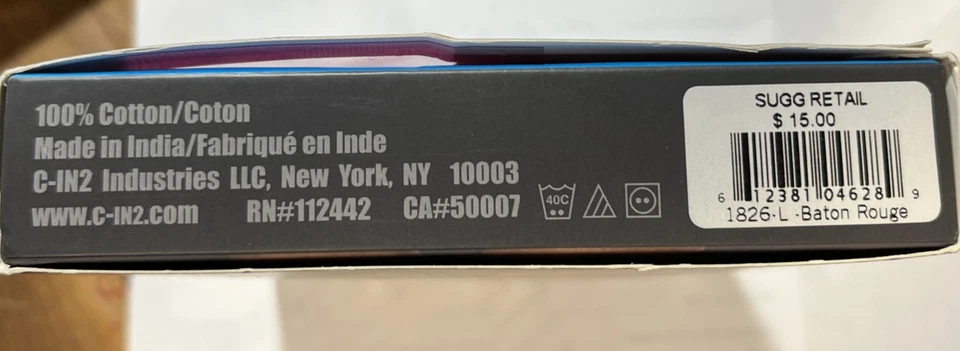 100% Cotton/Coton
Made in India/Fabriqué en Inde
C-IN2 Industries LLC, New York, NY 10003
www.C-IN2.com RN#112442 CA#50007
40C
SUGG RETAIL
$ 15.00
6 12381 04628 9
1826-L -Baton Rouge